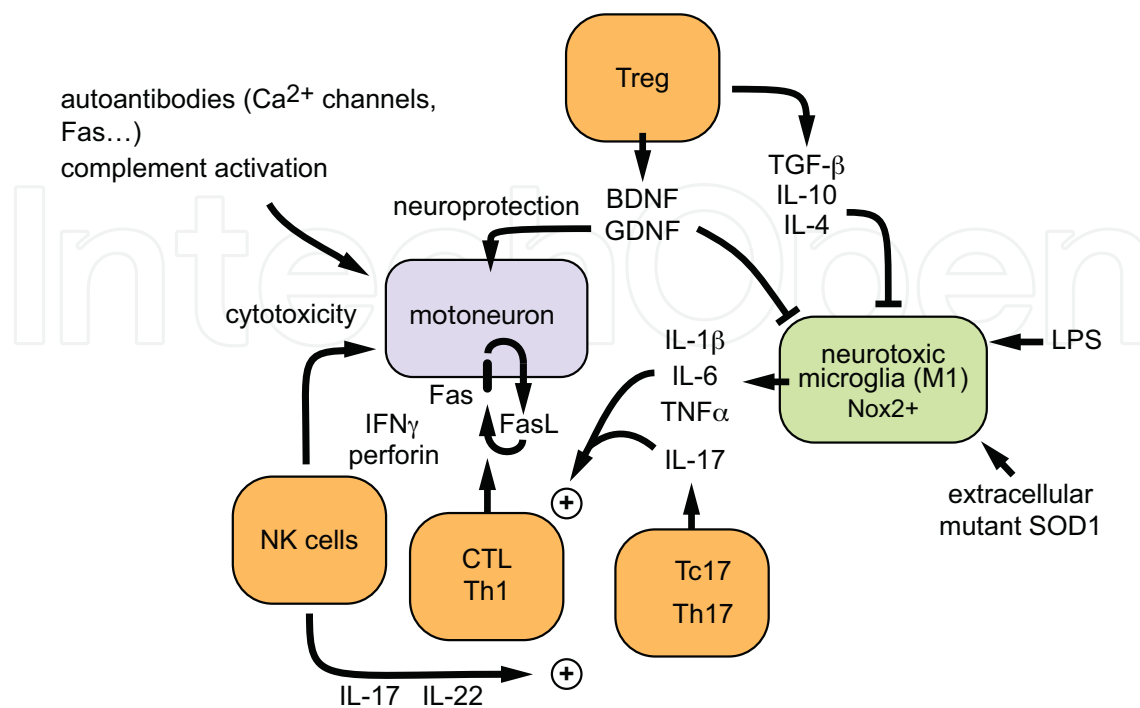 Treg
autoantibodies (Ca2+ channels,
Fas…)
complement activation
TGF-β
IL-10
IL-4
neuroprotection
BDNF
GDNF
cytotoxicity
motoneuron
IL-1β
IL-6
TNFα
neurotoxic
microglia (M1)
Nox2+
LPS
Fas
FasL
IFNγ
perforin
IL-17
+
extracellular
mutant SOD1
NK cells
CTL
Th1
Tc17
Th17
+
IL-17 IL-22
IntechOpen